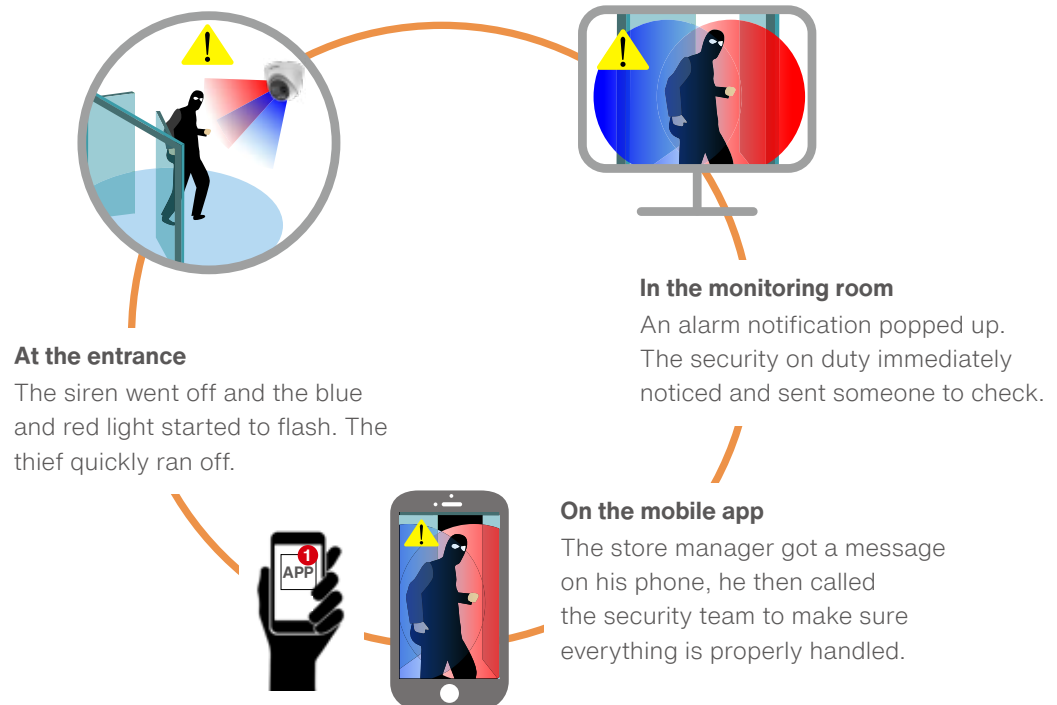 At the entrance
The siren went off and the blue
and red light started to flash. The
thief quickly ran off.
In the monitoring room
An alarm notification popped up.
The security on duty immediately
noticed and sent someone to check.
1
APP
On the mobile app
The store manager got a message
on his phone, he then called
the security team to make sure
everything is properly handled.